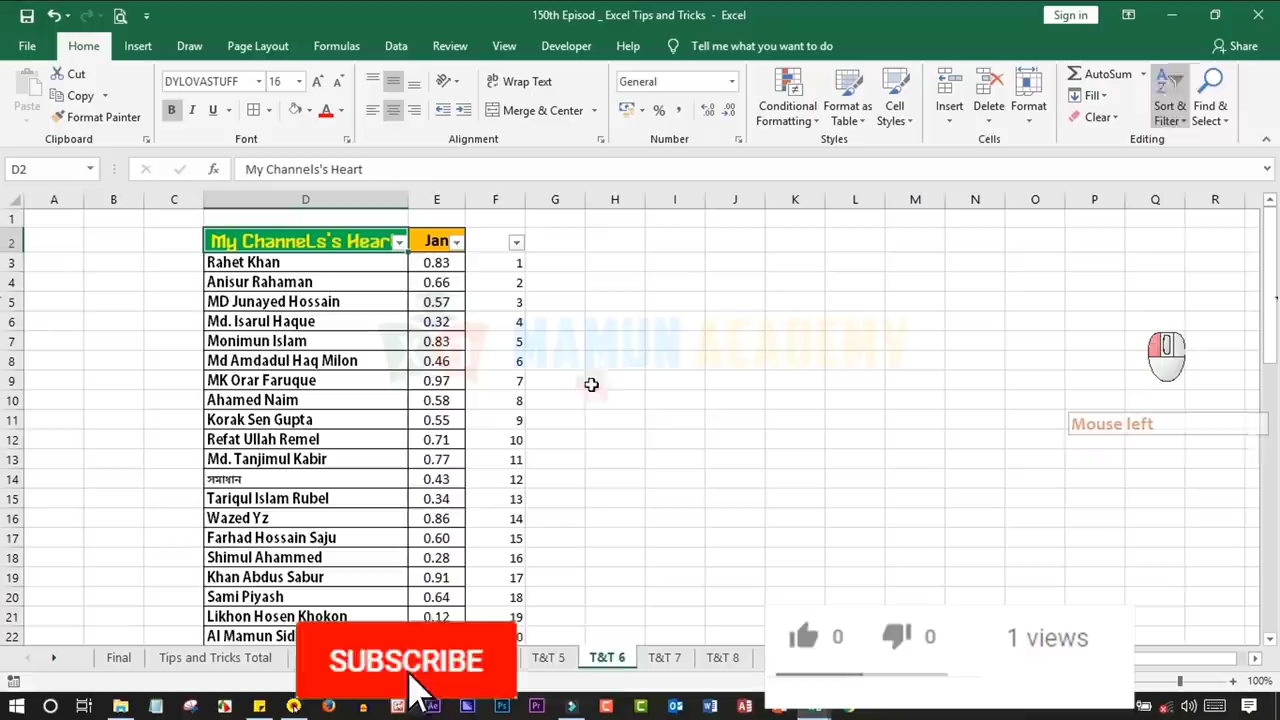 150th Episod _ Excel Tips and Tricks - Excel
Sign in
File Home Insert Draw Page Layout Formulas Data Review View Developer Help Tell me what you want to do Share
Paste Cut
Copy
Format Painter
Clipboard
DYLOVASTUFF 16
B I U
Font
Wrap Text
Merge & Center
Alignment
General
Number
Conditional Formatting
Format as Table
Cell Styles
Styles
Insert Delete Format
Cells
AutoSum
Fill
Clear
Sort & Filter
Find & Select
Editing
D2 fx My Channels's Heart
A B C D E F G H I J K L M N O P Q R
1
2 My Channels's Hear Jan
3 Rahet Khan 0.83 1
4 Anisur Rahaman 0.66 2
5 MD Junayed Hossain 0.57 3
6 Md. Isarul Haque 0.32 4
7 Monimun Islam 0.83 5
8 Md Amdadul Haq Milon 0.46 6
9 MK Orar Faruque 0.97 7
10 Ahamed Naim 0.58 8
11 Korak Sen Gupta 0.55 9
12 Refat Ullah Remel 0.71 10
13 Md. Tanjimul Kabir 0.77 11
14 সমাধান 0.43 12
15 Tariqul Islam Rubel 0.34 13
16 Wazed Yz 0.86 14
17 Farhad Hossain Saju 0.60 15
18 Shimul Ahammed 0.28 16
19 Khan Abdus Sabur 0.91 17
20 Sami Piyash 0.64 18
21 Likhon Hosen Khokon 0.12 19
22 Al Mamun Sid 0
MAMUN ACADEMY
Mouse left
SUBSCRIBE
0 0 1 views
Final Tips and Tricks Total T&T 5 T&T 6 T&T 7 T&T 8
100%